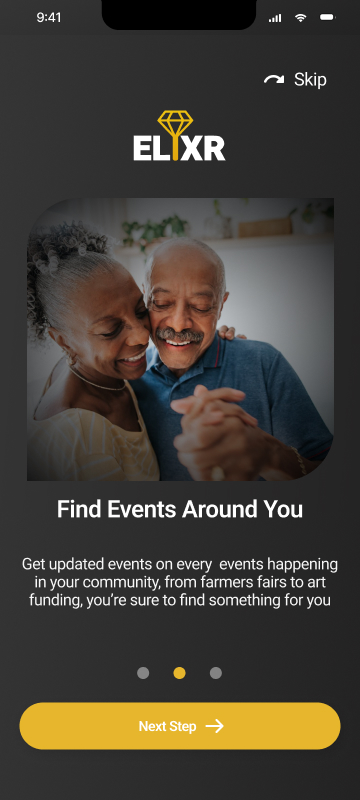 9:41
Skip
ELIXR
Find Events Around You
Get updated events on every  events happening
in your community, from farmers fairs to art
funding, you’re sure to find something for you
Next Step